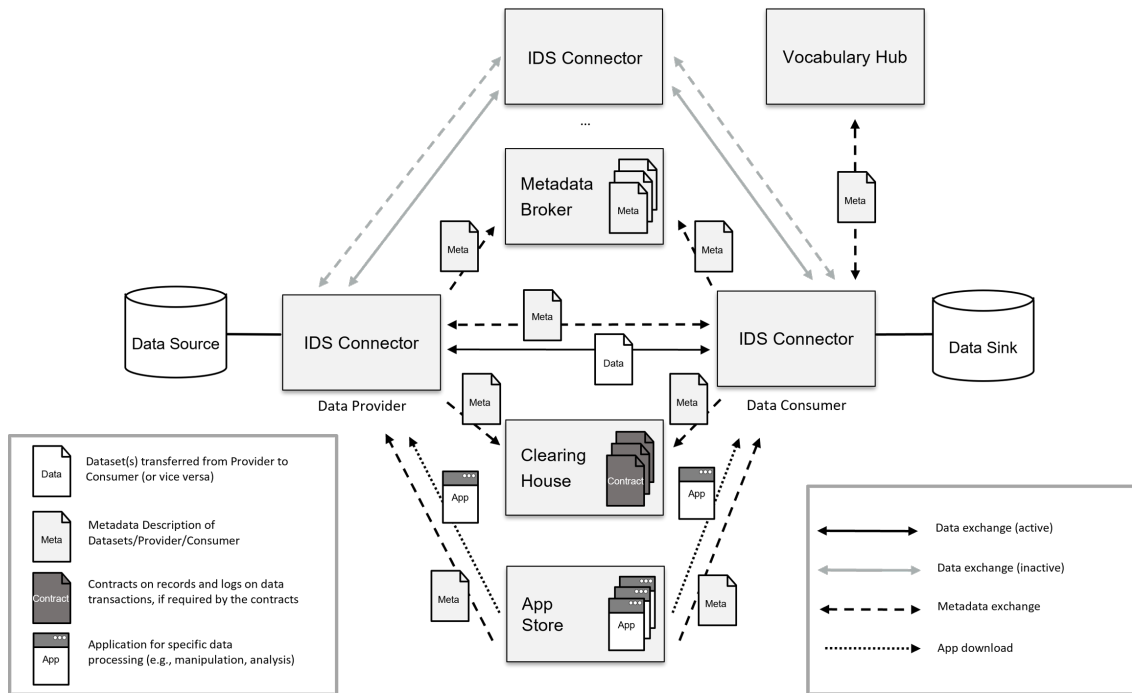 IDS Connector
Vocabulary Hub
...
Metadata
Broker
Meta
Meta
Meta
Meta
Data Source
IDS Connector
Meta
Data
IDS Connector
Data Sink
Data Provider
Data Consumer
Meta
Meta
Clearing
House
Contract
App
App
Meta
App
Store
App
Meta
Data
Dataset(s) transferred from Provider to
Consumer (or vice versa)
Meta
Metadata Description of
Datasets/Provider/Consumer
Contract
Contracts on records and logs on data
transactions, if required by the contracts
App
Application for specific data
processing (e.g., manipulation, analysis)
Data exchange (active)
Data exchange (inactive)
Metadata exchange
App download